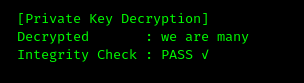 [Private Key Decryption]
Decrypted        : we are many
Integrity Check : PASS √